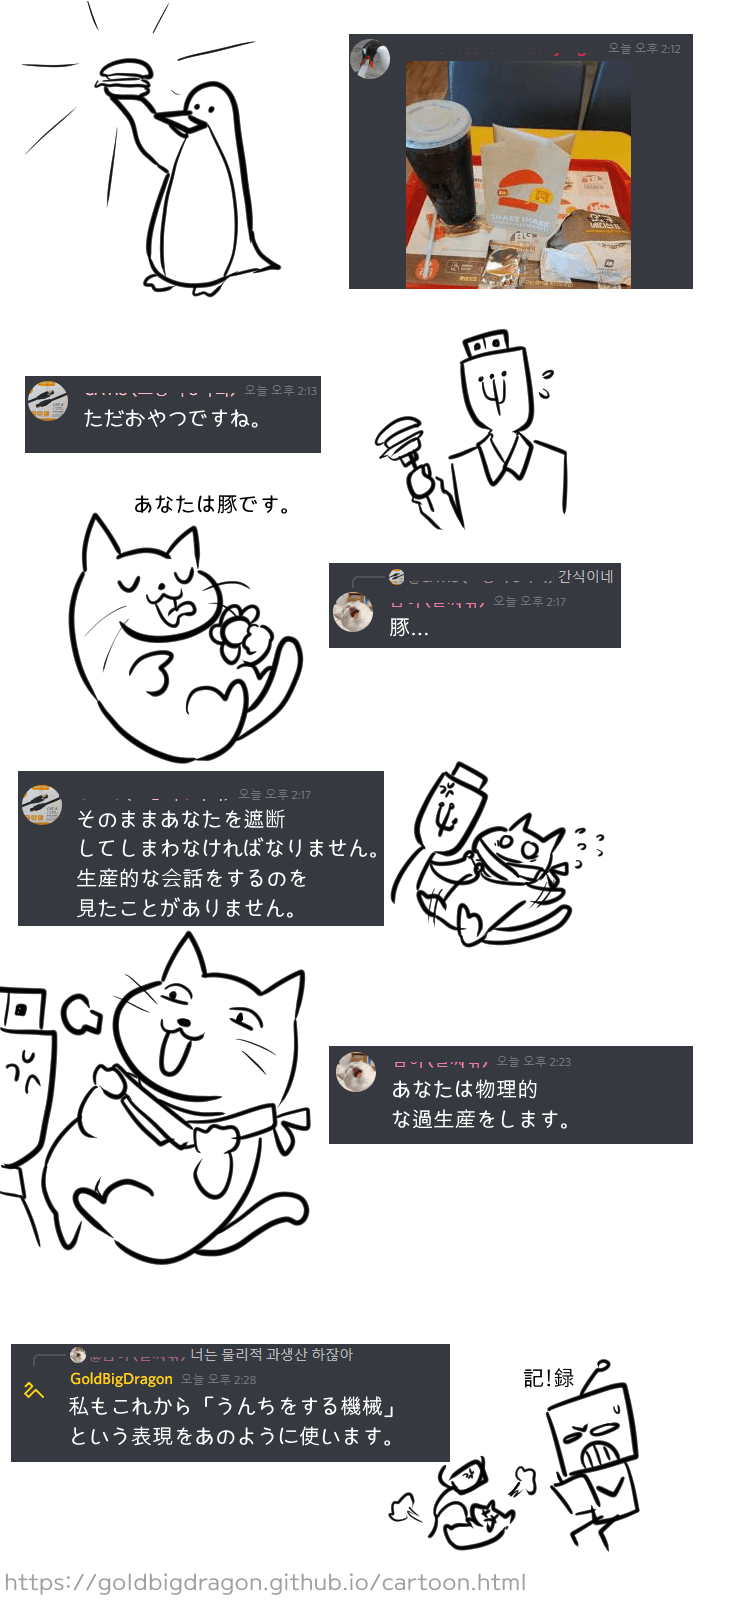 오늘 오후 2:12
SHAKE SHAKE
오늘 오후 2:13
ただおやつですね。
あなたは豚です。
간식이네
오늘 오후 2:17
豚...
오늘 오후 2:17
そのままあなたを遮断
してしまわなければなりません。
生産的な会話をするのを
見たことがありません。
오늘 오후 2:23
あなたは物理的
な過生産をします。
너는 물리적 과생산 하잖아
GoldBigDragon 오늘 오후 2:28
私もこれから「うんちをする機械」
という表現をあのように使います。
記!録
https://goldbigdragon.github.io/cartoon.html